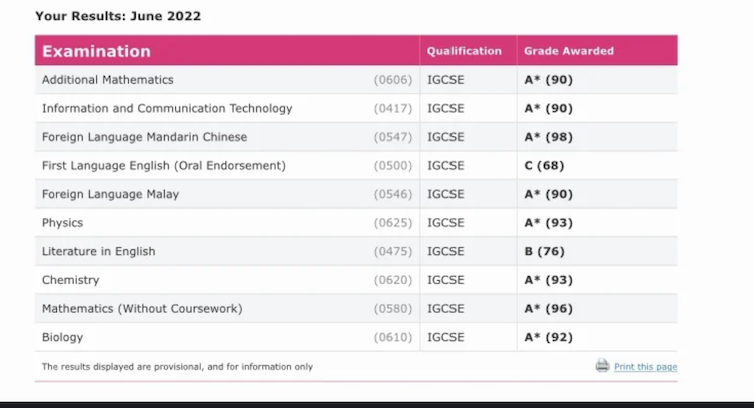 Your Results: June 2022
Examination Qualification Grade Awarded
Additional Mathematics (0606) IGCSE A* (90)
Information and Communication Technology (0417) IGCSE A* (90)
Foreign Language Mandarin Chinese (0547) IGCSE A* (98)
First Language English (Oral Endorsement) (0500) IGCSE C (68)
Foreign Language Malay (0546) IGCSE A* (90)
Physics (0625) IGCSE A* (93)
Literature in English (0475) IGCSE B (76)
Chemistry (0620) IGCSE A* (93)
Mathematics (Without Coursework) (0580) IGCSE A* (96)
Biology (0610) IGCSE A* (92)
The results displayed are provisional, and for information only Print this page